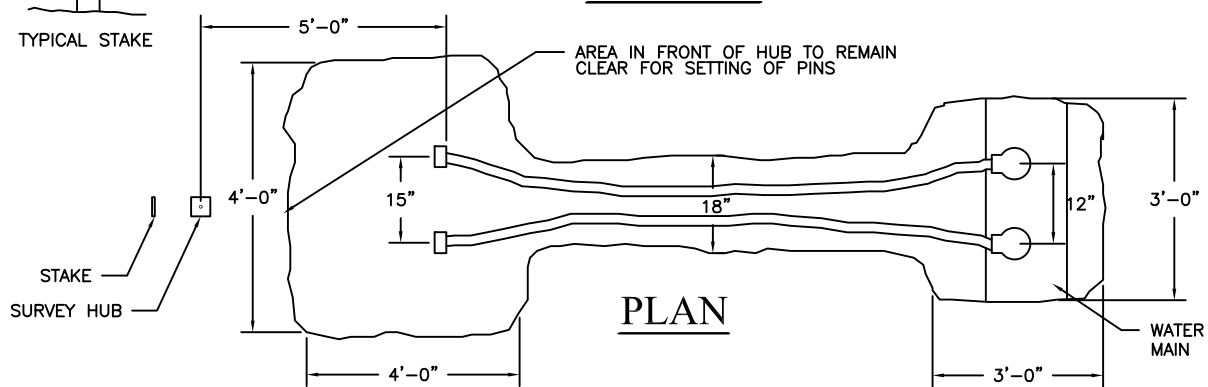 TYPICAL STAKE
5'-0"
AREA IN FRONT OF HUB TO REMAIN
CLEAR FOR SETTING OF PINS
4'-0"
15"
18"
12"
3'-0"
STAKE
SURVEY HUB
PLAN
WATER
MAIN
4'-0"
3'-0"